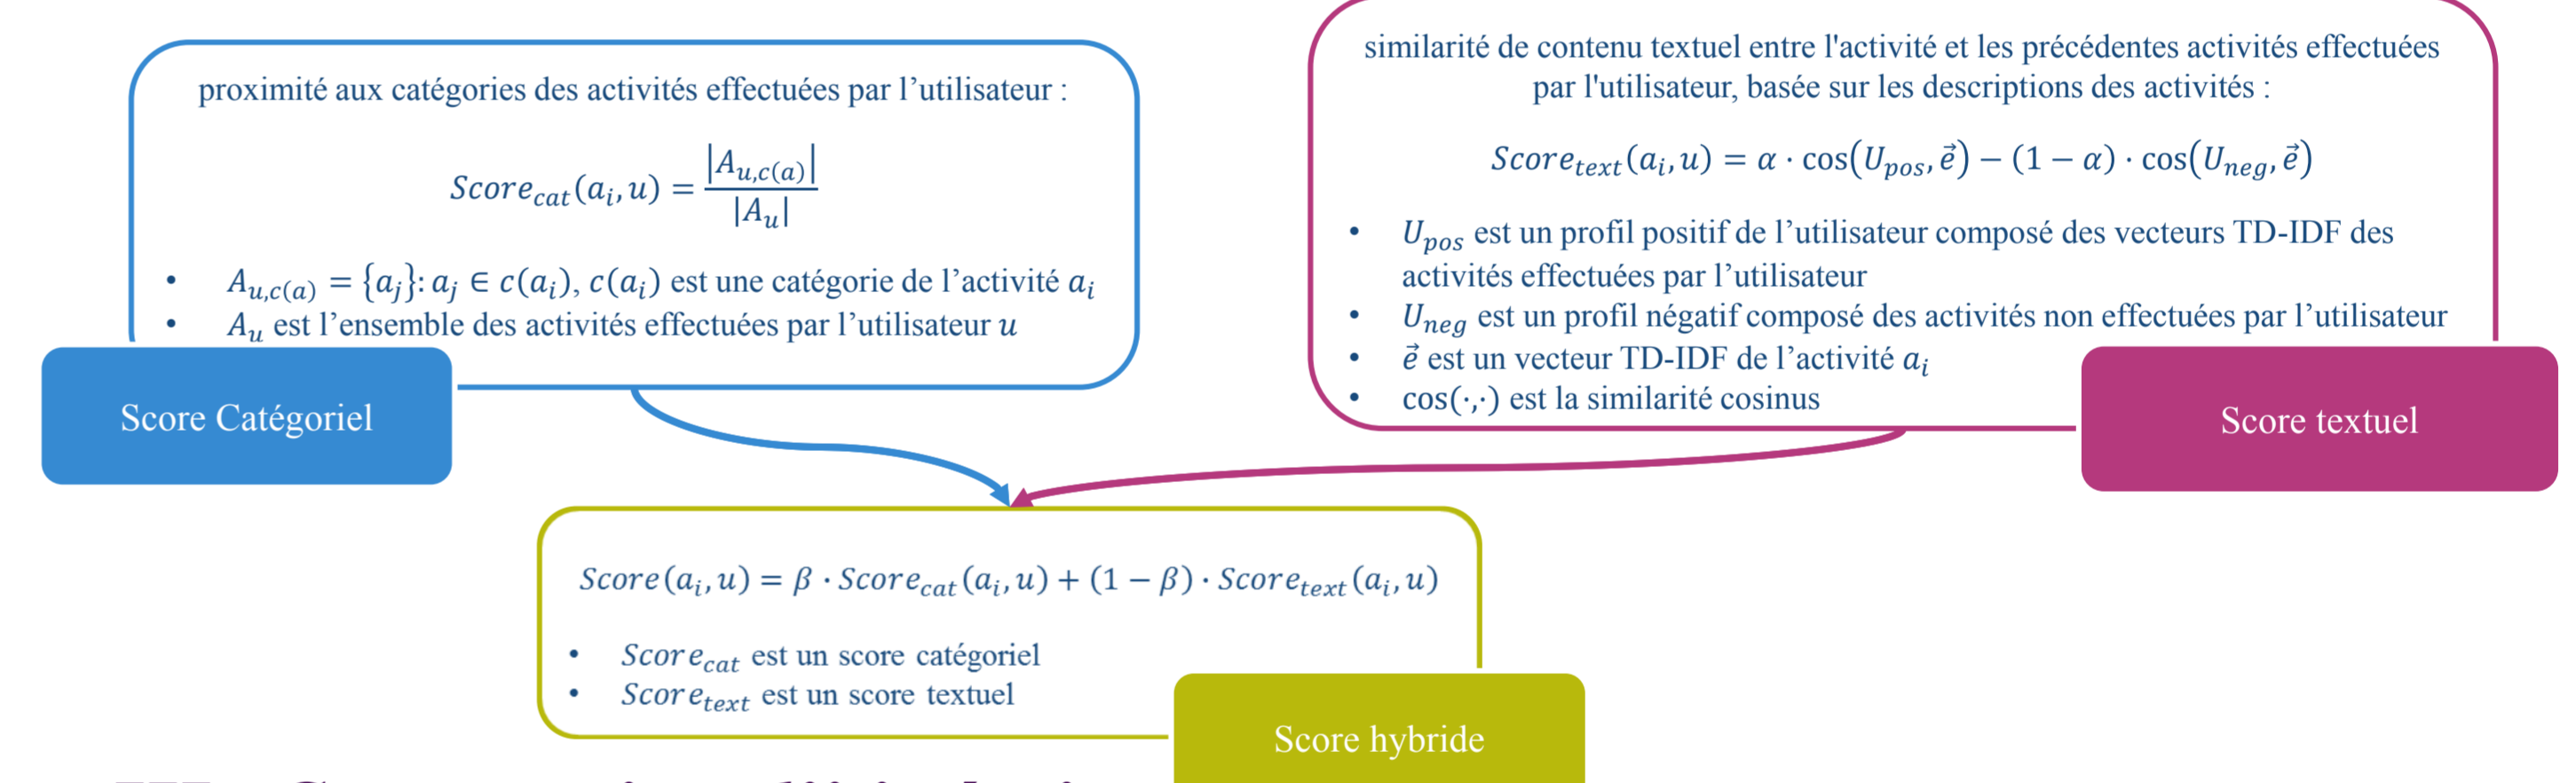 proximité aux catégories des activités effectuées par l’utilisateur :
Score_cat(a_i, u) = |A_u,c(a)| / |A_u|
• A_u,c(a) = {a_j}: a_j ∈ c(a_i), c(a_i) est une catégorie de l’activité a_i
• A_u est l’ensemble des activités effectuées par l’utilisateur u
Score Catégoriel
similarité de contenu textuel entre l'activité et les précédentes activités effectuées
par l'utilisateur, basée sur les descriptions des activités :
Score_text(a_i, u) = α · cos(U_pos, e⃗) − (1 − α) · cos(U_neg, e⃗)
• U_pos est un profil positif de l’utilisateur composé des vecteurs TD-IDF des
activités effectuées par l’utilisateur
• U_neg est un profil négatif composé des activités non effectuées par l’utilisateur
• e⃗ est un vecteur TD-IDF de l’activité a_i
• cos(·,·) est la similarité cosinus
Score textuel
Score(a_i, u) = β · Score_cat(a_i, u) + (1 − β) · Score_text(a_i, u)
• Score_cat est un score catégoriel
• Score_text est un score textuel
Score hybride